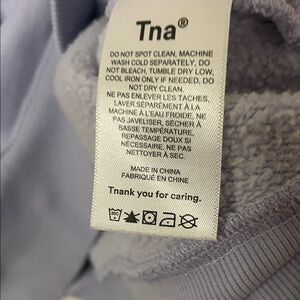 Tna®
DO NOT SPOT CLEAN, MACHINE
WASH COLD SEPARATELY, DO
NOT BLEACH, TUMBLE DRY LOW,
COOL IRON ONLY IF NEEDED, DO
NOT DRY CLEAN.
NE PAS ENLEVER LES TACHES,
LAVER SÉPARÉMENT À LA
MACHINE À L'EAU FROIDE, NE
PAS JAVELISER, SÉCHER À
BASSE TEMPÉRATURE,
REPASSAGE DOUX SI
NÉCESSAIRE, NE PAS
NETTOYER À SEC.
MADE IN CHINA
FABRIQUÉ EN CHINE
Thank you for caring.